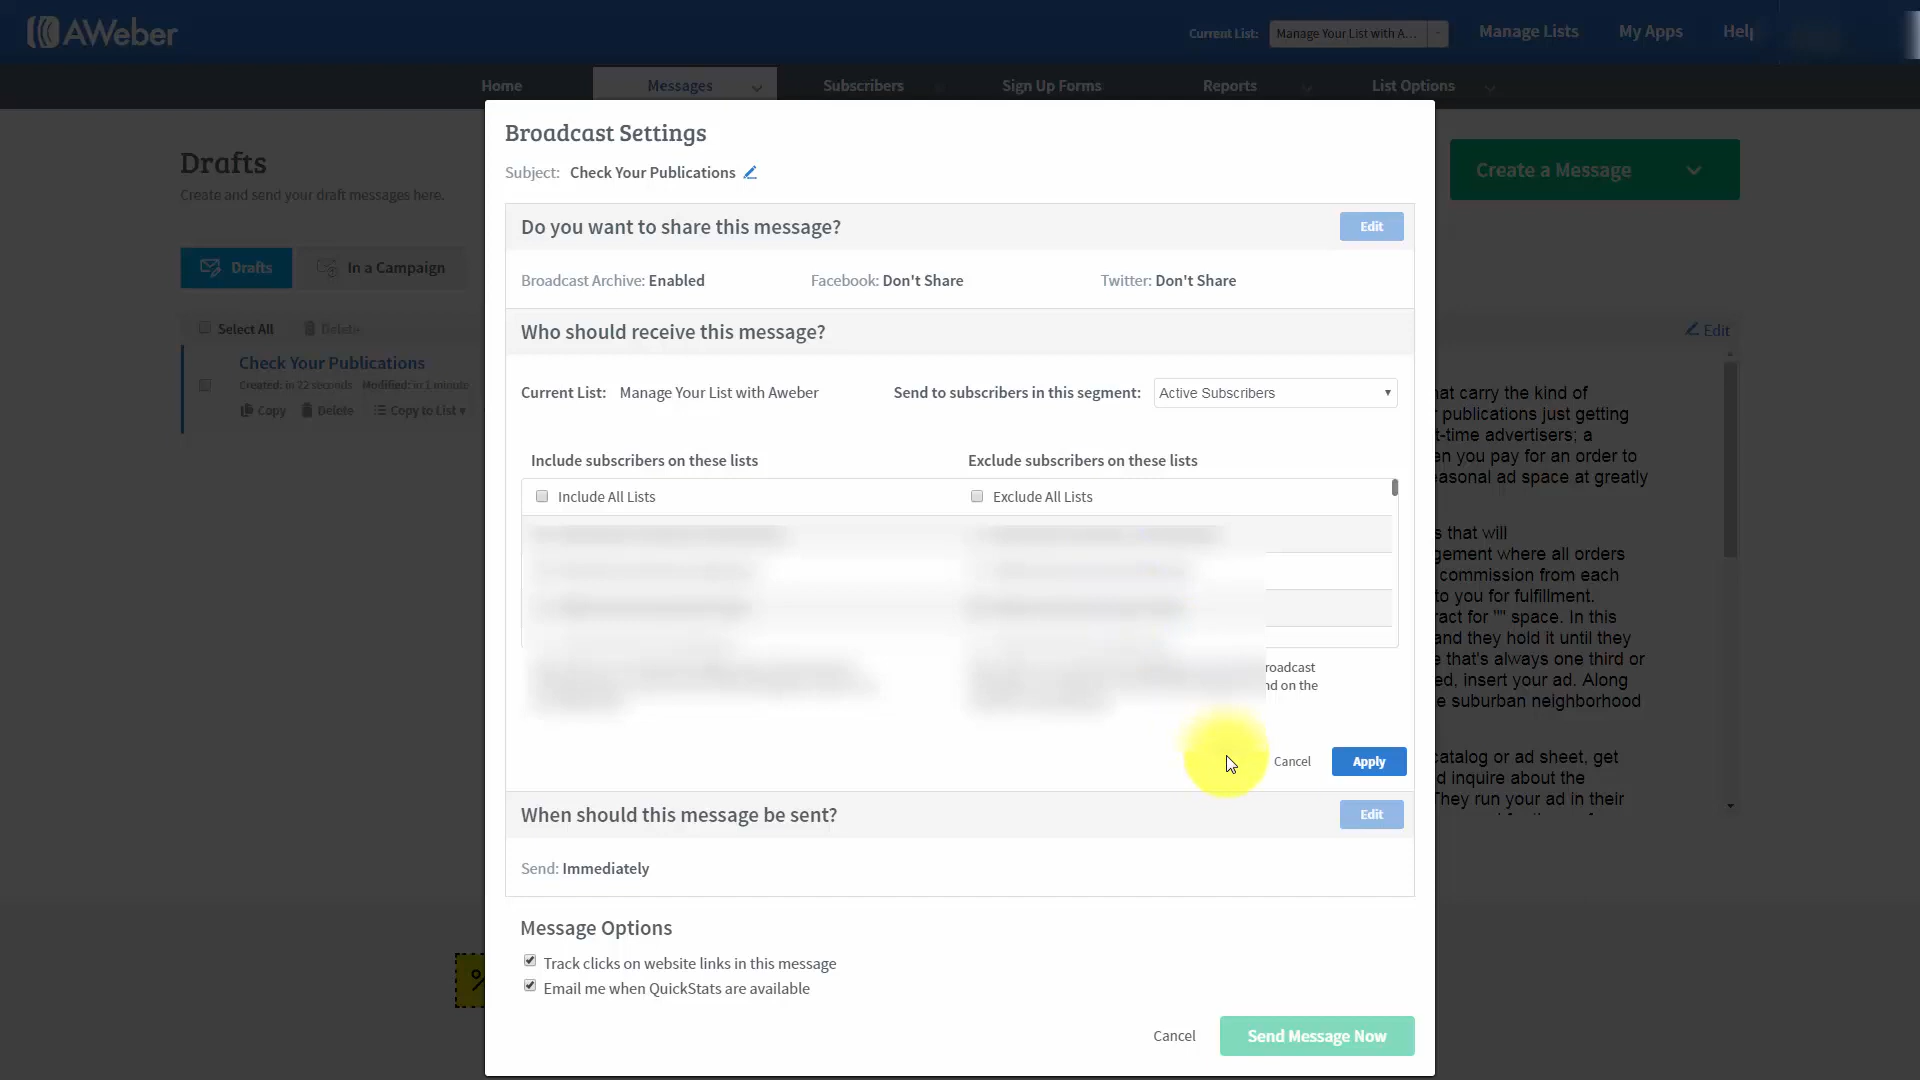 AWeber
Current List: Manage Your List with A...
Manage Lists
My Apps
Help
Home
Messages
Subscribers
Sign Up Forms
Reports
List Options
Drafts
Create and send your draft messages here.
Create a Message
Drafts
In a Campaign
Select All
Delete
Check Your Publications
Created: in 22 seconds Modified: in 1 minute
Copy
Delete
Copy to List
Broadcast Settings
Subject: Check Your Publications
Do you want to share this message?
Edit
Broadcast Archive: Enabled
Facebook: Don't Share
Twitter: Don't Share
Who should receive this message?
Current List: Manage Your List with Aweber
Send to subscribers in this segment: Active Subscribers
Include subscribers on these lists
Exclude subscribers on these lists
Include All Lists
Exclude All Lists
Cancel
Apply
When should this message be sent?
Edit
Send: Immediately
Message Options
Track clicks on website links in this message
Email me when QuickStats are available
Cancel
Send Message Now
Edit
that carry the kind of
publications just getting
advertisers; a
you pay for an order to
ad space at greatly
that will
where all orders
commission from each
to you for fulfillment.
for "" space. In this
and they hold it until they
that's always one third or
insert your ad. Along
suburban neighborhood
catalog or ad sheet, get
inquire about the
They run your ad in their